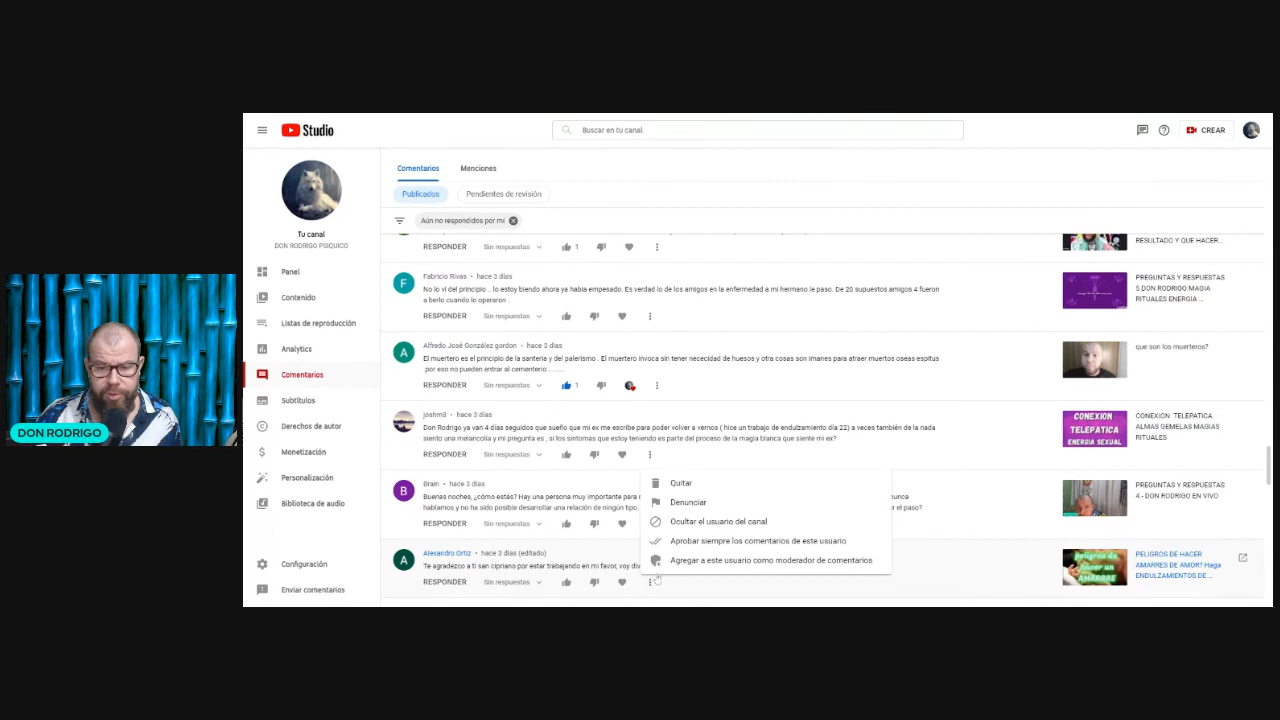 Studio
Buscar en tu canal
CREAR
Tu canal
DON RODRIGO PSIQUICO
Panel
Contenido
Listas de reproducción
Analytics
Comentarios
Subtítulos
Derechos de autor
Monetización
Personalización
Biblioteca de audio
Configuración
Enviar comentarios
DON RODRIGO
Comentarios Menciones
Publicados Pendientes de revisión
Aún no respondidos por mí
RESPONDER Sin respuestas 1
RESULTADO Y QUE HACER...
Fabricio Rivas • hace 3 días
No lo vi del principio .. lo estoy biendo ahora ya habia empesado. Es verdad lo de los amigos en la enfermedad a mi hermano le paso. De 20 supuestos amigos 4 fueron
a berlo cuando lo operaron .
RESPONDER Sin respuestas
PREGUNTAS Y RESPUESTAS
5 DON RODRIGO MAGIA
RITUALES ENERGIA ...
Alfredo José González gordon • hace 3 días
El muertero es el principio de la santeria y del palerismo . El muertero invoca sin tener nececidad de huesos y otra cosas son imanes para atraer muertos oseas espitus
.por eso no pueden entrar al cementerio .........
RESPONDER Sin respuestas 1
que son los muerteros?
joshm8 • hace 3 días
Don Rodrigo ya van 4 días seguidos que sueño que mi ex me escribe para poder volver a vernos ( hice un trabajo de endulzamiento día 22) a veces también de la nada
siento una melancolía y mi pregunta es , si los síntomas que estoy teniendo es parte del proceso de la magia blanca que siente mi ex?
RESPONDER Sin respuestas
CONEXION
TELEPATICA
ENERGIA SEXUAL
CONEXION TELEPATICA
ALMAS GEMELAS MAGIAS
RITUALES
Brain • hace 3 días
Buenas noches, ¿cómo estás? Hay una persona muy importante para
nunca
hablamos y no ha sido posible desarrollar una relación de ningún tipo.
ar el paso?
RESPONDER Sin respuestas
PREGUNTAS Y RESPUESTAS
4 - DON RODRIGO EN VIVO
Quitar
Denunciar
Ocultar el usuario del canal
Aprobar siempre los comentarios de este usuario
Agregar a este usuario como moderador de comentarios
Alexandro Ortiz • hace 3 días (editado)
Te agradezco a ti san cipriano por estar trabajando en mi favor, voy div
RESPONDER Sin respuestas
peligros de
hacer un
AMARRE
PELIGROS DE HACER
AMARRES DE AMOR? Haga
ENDULZAMIENTOS DE ...